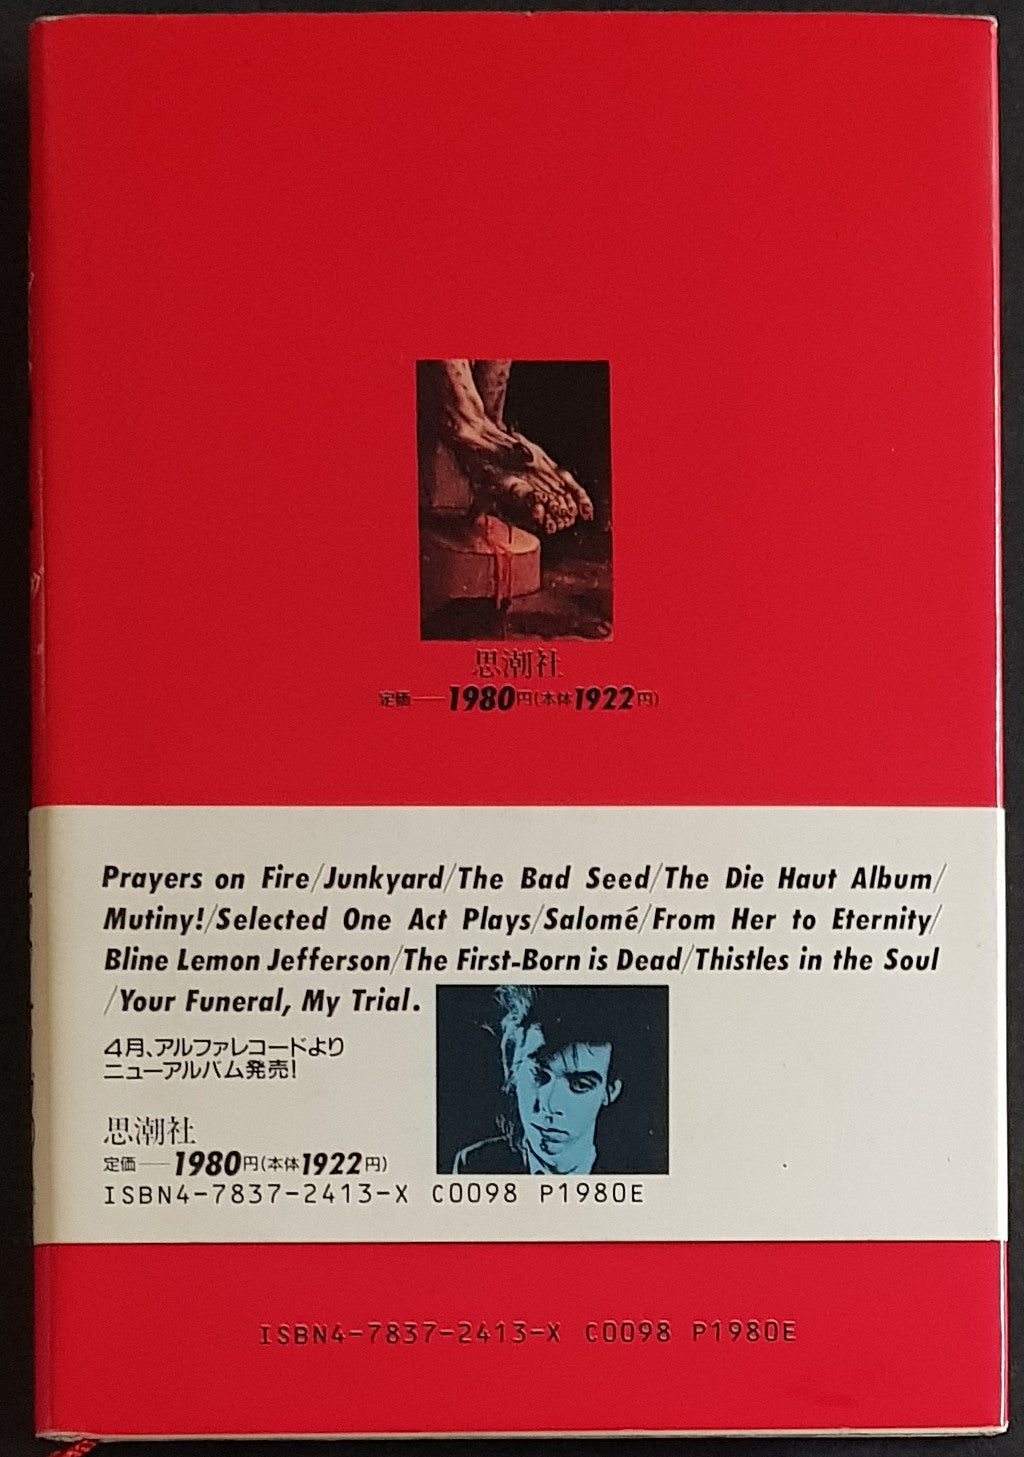 思潮社
定価──1980円(本体1922円)
Prayers on Fire/Junkyard/The Bad Seed/The Die Haut Album/
Mutiny!/Selected One Act Plays/Salomé/From Her to Eternity/
Bline Lemon Jefferson/The First-Born is Dead/Thistles in the Soul
/Your Funeral, My Trial.
4月、アルファレコードより
ニューアルバム発売!
思潮社
定価──1980円(本体1922円)
ISBN4-7837-2413-X C0098 P1980E
ISBN4-7837-2413-X C0098 P1980E